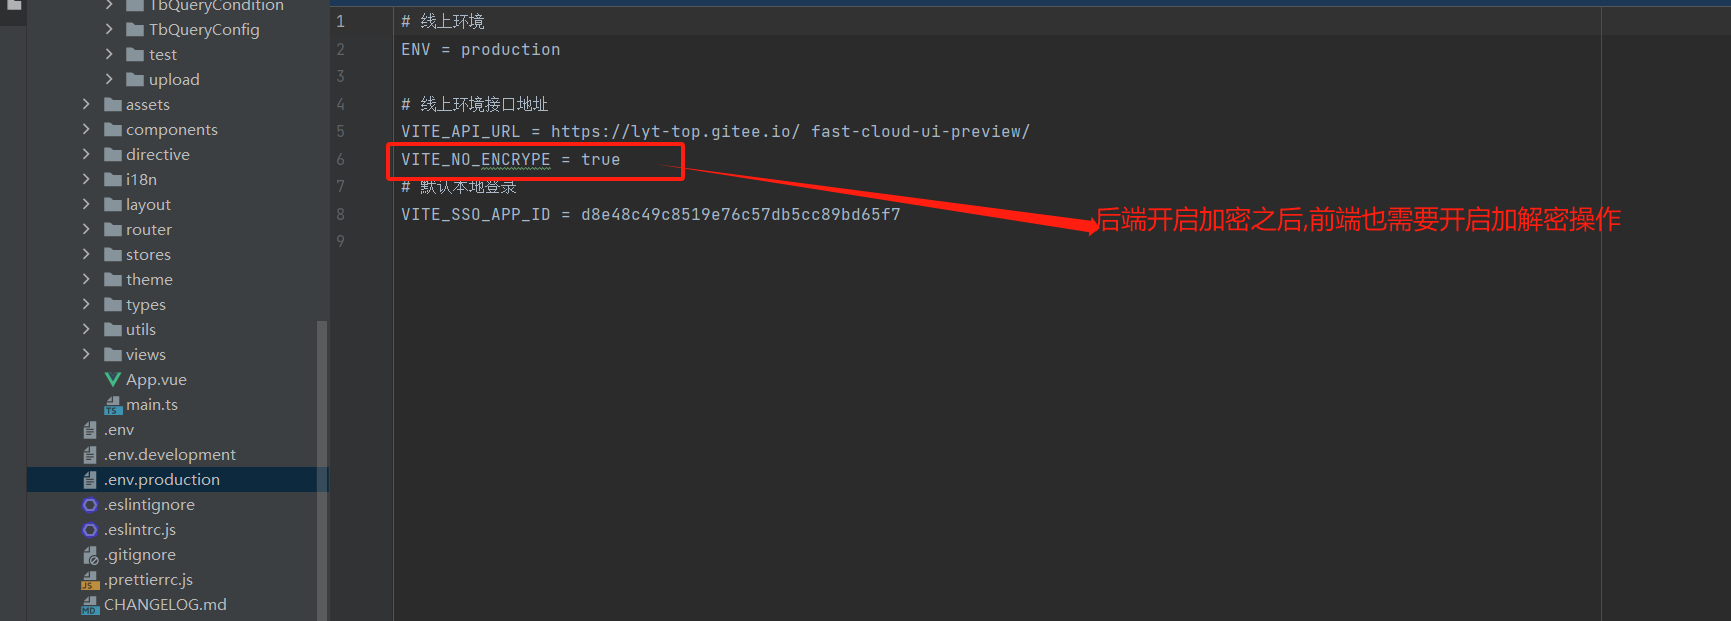 TbQueryCondition
TbQueryConfig
test
upload
assets
components
directive
i18n
layout
router
stores
theme
types
utils
views
App.vue
main.ts
.env
.env.development
.env.production
.eslintignore
.eslintrc.js
.gitignore
.prettierrc.js
CHANGELOG.md
1 # 线上环境
2 ENV = production
3
4 # 线上环境接口地址
5 VITE_API_URL = https://lyt-top.gitee.io/ fast-cloud-ui-preview/
6 VITE_NO_ENCRYPE = true
7 # 默认本地登录
8 VITE_SSO_APP_ID = d8e48c49c8519e76c57db5cc89bd65f7
9
后端开启加密之后,前端也需要开启加解密操作